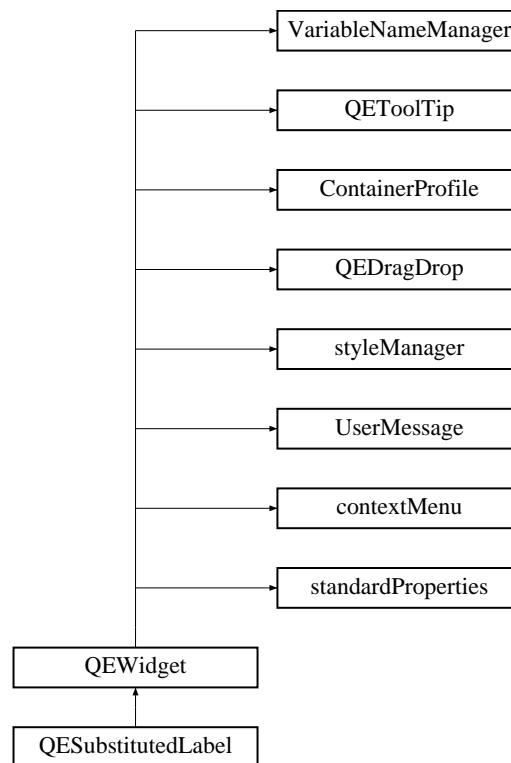 VariableNameManager
QEToolTip
ContainerProfile
QEDragDrop
styleManager
UserMessage
contextMenu
standardProperties
QEWidget
QESubstitutedLabel